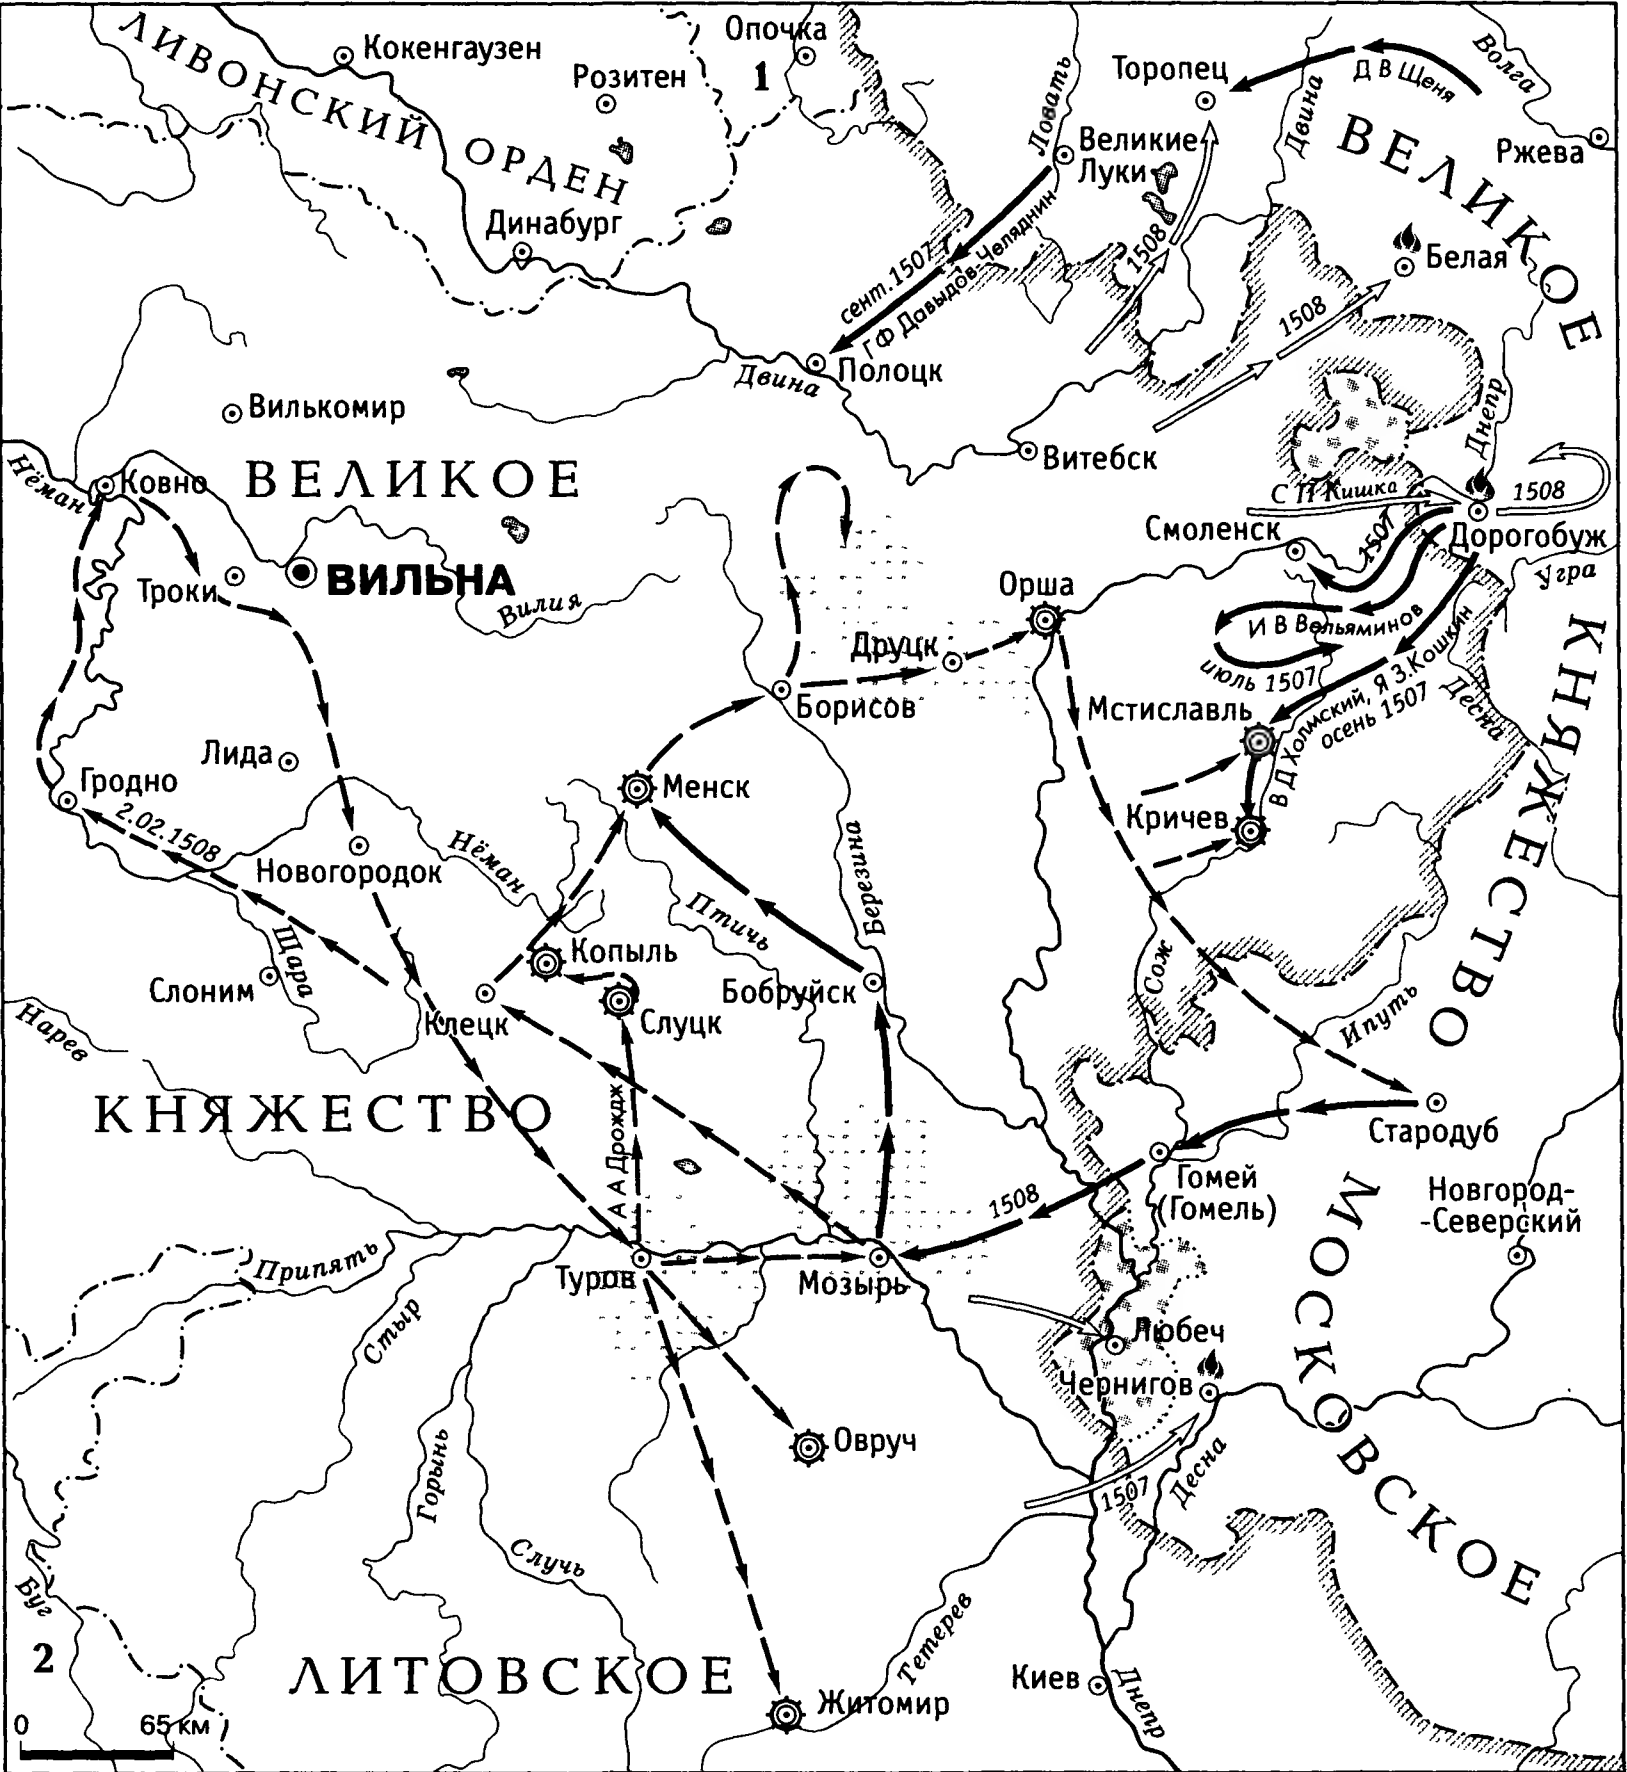 ЛИВОНСКИЙ ОРДЕН
Кокенгаузен
Розитен
Опочка
1
Торопец
Д В Щеня
Волга
Ржева
Ловать
Великие
Луки
Двина
ВЕЛИКОЕ
Динабург
1508
Белая
сент. 1507
Г Ф Давыдов-Челяднин
1508
Полоцк
Двина
Вилькомир
Днепр
Витебск
Нёман
Ковно
ВЕЛИКОЕ
С П Кишка
1508
Смоленск
1507
Дорогобуж
Угра
Троки
ВИЛЬНА
Вилия
Орша
И В Вельяминов
июль 1507
Друцк
Борисов
Мстиславль
В Д Холмский, Я З.Кошкин
осень 1507
Десна
КНЯЖЕСТВО
Лида
Гродно
2.02.1508
Менск
Кричев
Новогородок
Нёман
Березина
Птичь
Щара
Слоним
Копыль
Слуцк
Клецк
Бобруйск
Сож
Ипуть
Нарев
КНЯЖЕСТВО
А А Дрождж
Стародуб
Гомей
(Гомель)
1508
МОСКОВСКОЕ
Новгород-
-Северский
Припять
Туров
Мозырь
Стыр
Любеч
Чернигов
Горынь
Овруч
1507
Десна
Случь
Буг
2
ЛИТОВСКОЕ
Тетерев
Житомир
Киев
Днепр
0
65 км